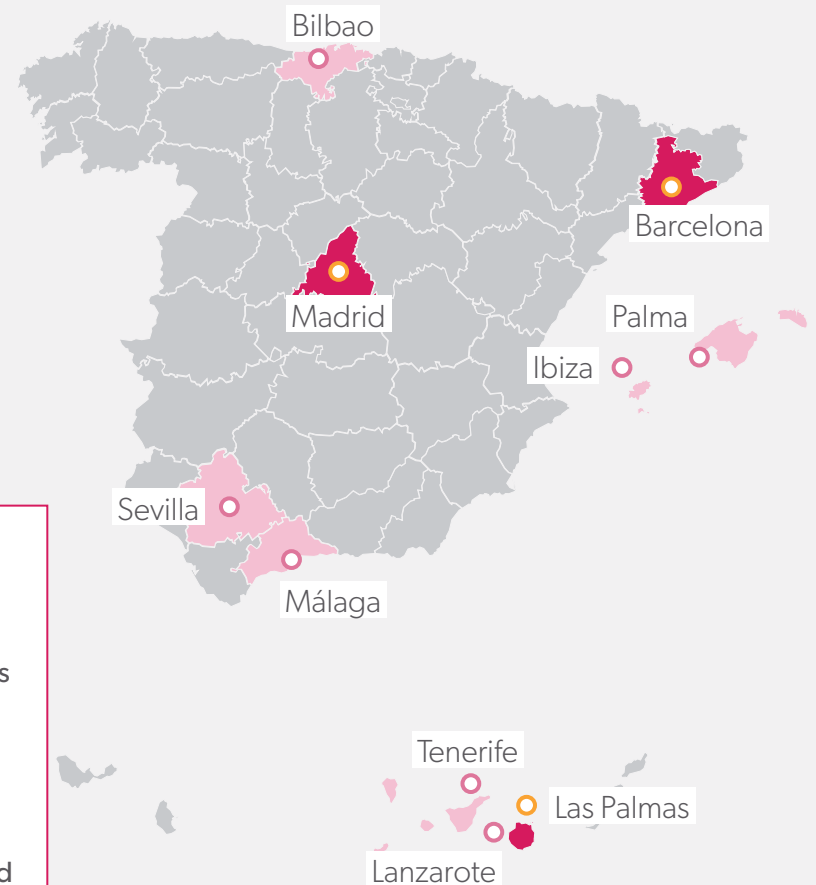 Bilbao
Barcelona
Madrid
Palma
Ibiza
Sevilla
Málaga
Tenerife
Las Palmas
Lanzarote